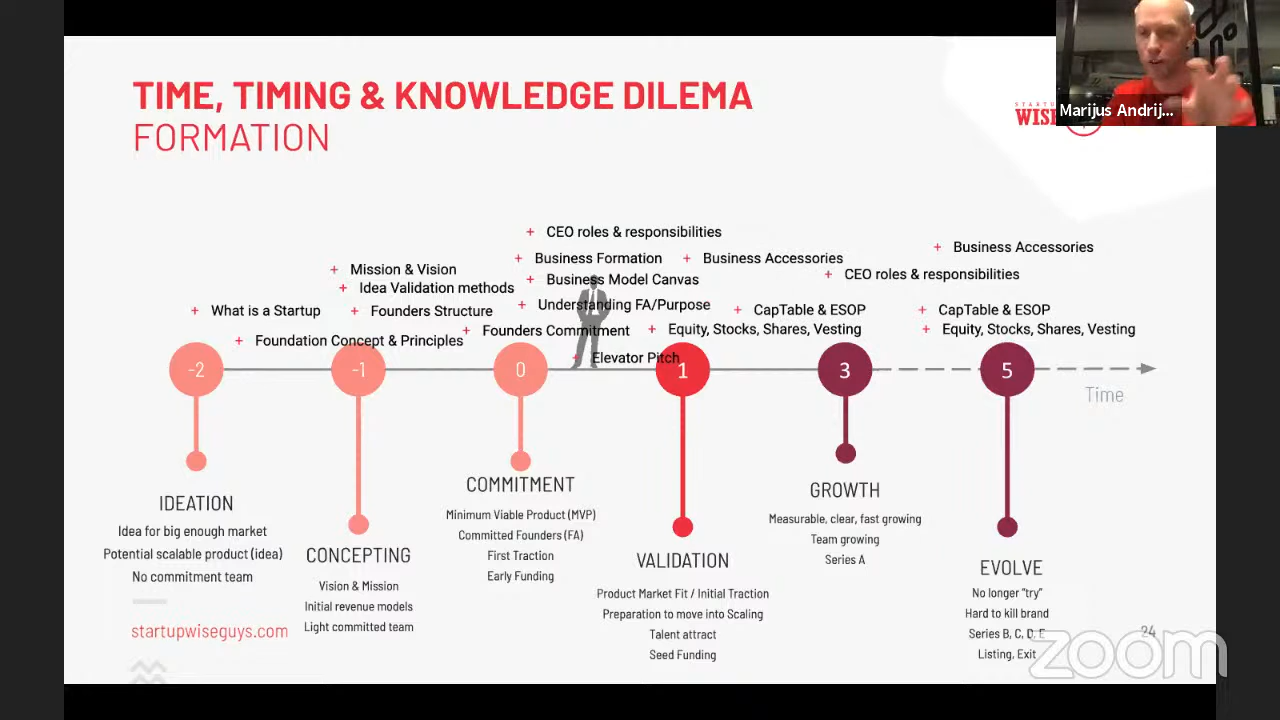 TIME, TIMING & KNOWLEDGE DILEMA
FORMATION
Marijus Andrij...
+ CEO roles & responsibilities
+ Business Formation
+ Business Accessories
+ Business Accessories
+ Mission & Vision
+ Business Model Canvas
+ CEO roles & responsibilities
+ Idea Validation methods
+ What is a Startup
+ Founders Structure
+ Understanding FA/Purpose
+ CapTable & ESOP
+ CapTable & ESOP
+ Founders Commitment
+ Equity, Stocks, Shares, Vesting
+ Equity, Stocks, Shares, Vesting
+ Foundation Concept & Principles
+ Elevator Pitch
-2
-1
0
1
3
5
Time
IDEATION
Idea for big enough market
Potential scalable product (idea)
No commitment team
CONCEPTING
Vision & Mission
Initial revenue models
Light committed team
COMMITMENT
Minimum Viable Product (MVP)
Committed Founders (FA)
First Traction
Early Funding
VALIDATION
Product Market Fit / Initial Traction
Preparation to move into Scaling
Talent attract
Seed Funding
GROWTH
Measurable, clear, fast growing
Team growing
Series A
EVOLVE
No longer "try"
Hard to kill brand
Series B, C, D, E
Listing, Exit
startupwiseguys.com
24
zoom